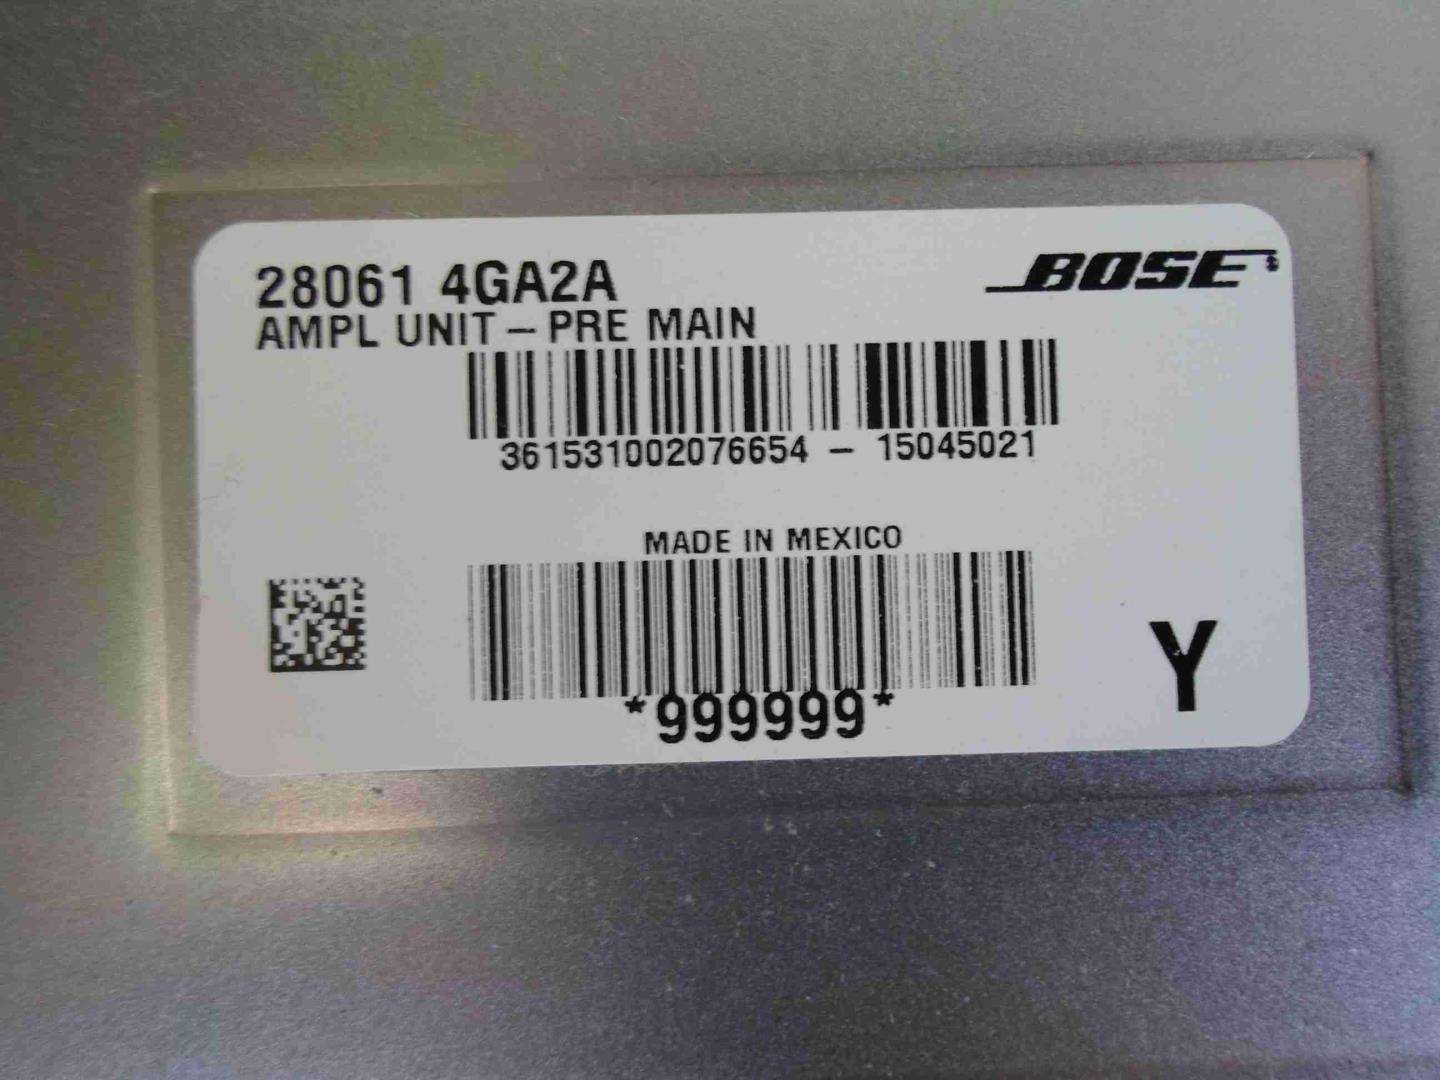 28061 4GA2A
BOSE
AMPL UNIT – PRE MAIN
361531002076654 – 15045021
MADE IN MEXICO
Y
*999999*